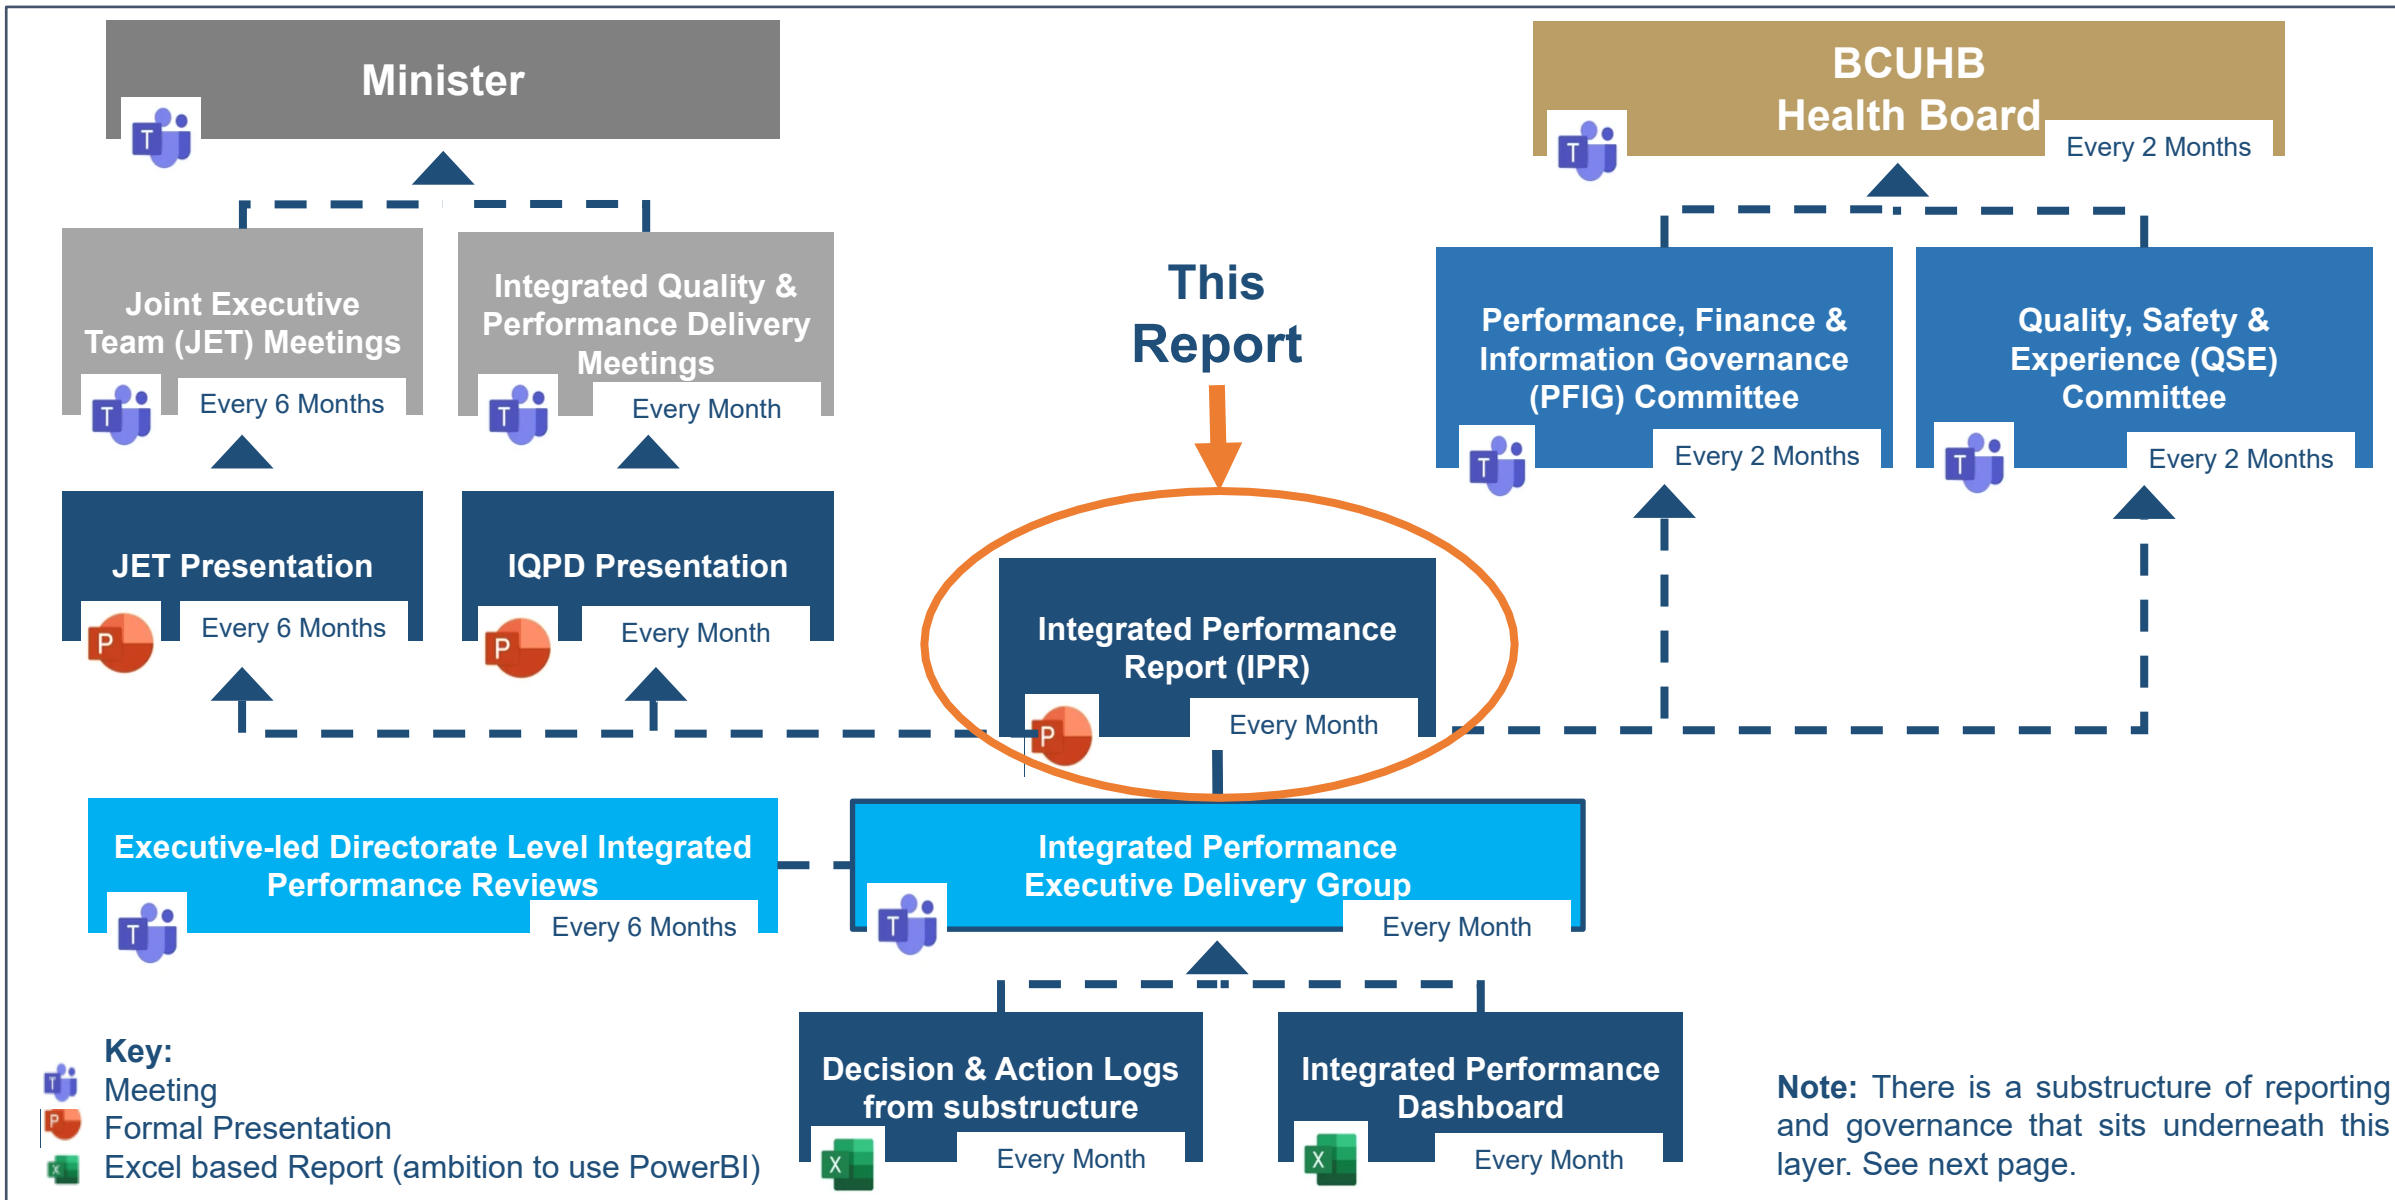 Minister
BCUHB
Health Board
Every 2 Months
Joint Executive
Team (JET) Meetings
Every 6 Months
Integrated Quality &
Performance Delivery
Meetings
Every Month
This
Report
Performance, Finance &
Information Governance
(PFIG) Committee
Every 2 Months
Quality, Safety &
Experience (QSE)
Committee
Every 2 Months
JET Presentation
Every 6 Months
IQPD Presentation
Every Month
Integrated Performance
Report (IPR)
Every Month
Executive-led Directorate Level Integrated
Performance Reviews
Every 6 Months
Integrated Performance
Executive Delivery Group
Every Month
Decision & Action Logs
from substructure
Every Month
Integrated Performance
Dashboard
Every Month
Key:
Meeting
Formal Presentation
Excel based Report (ambition to use PowerBI)
Note: There is a substructure of reporting
and governance that sits underneath this
layer. See next page.